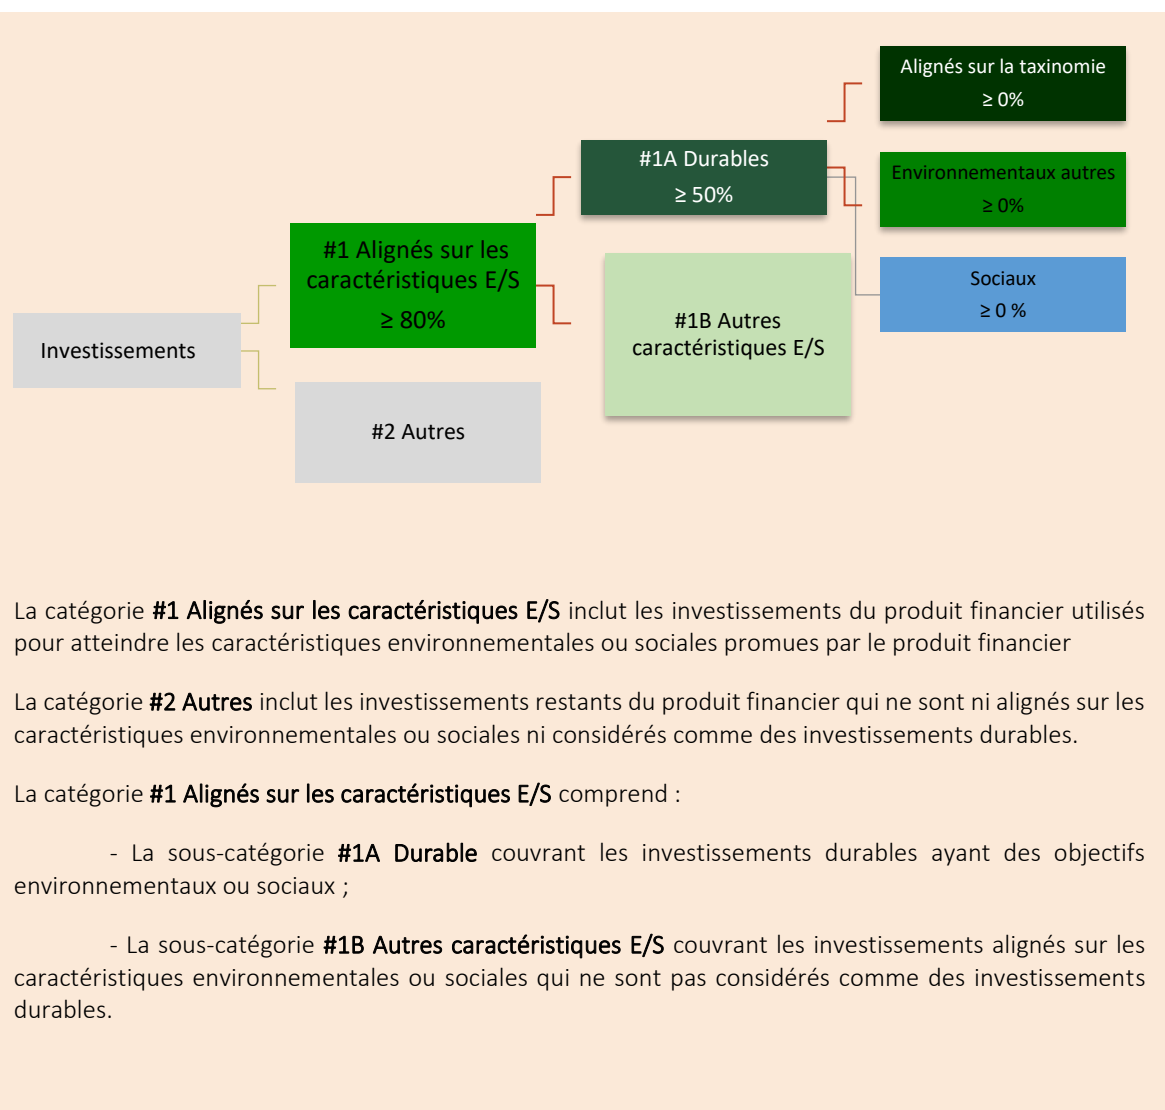 Alignés sur la taxinomie
≥ 0%
#1A Durables
≥ 50%
Environnementaux autres
≥ 0%
#1 Alignés sur les
caractéristiques E/S
≥ 80%
Sociaux
≥ 0 %
#1B Autres
caractéristiques E/S
Investissements
#2 Autres
La catégorie #1 Alignés sur les caractéristiques E/S inclut les investissements du produit financier utilisés
pour atteindre les caractéristiques environnementales ou sociales promues par le produit financier
La catégorie #2 Autres inclut les investissements restants du produit financier qui ne sont ni alignés sur les
caractéristiques environnementales ou sociales ni considérés comme des investissements durables.
La catégorie #1 Alignés sur les caractéristiques E/S comprend :
- La sous-catégorie #1A Durable couvrant les investissements durables ayant des objectifs
environnementaux ou sociaux ;
- La sous-catégorie #1B Autres caractéristiques E/S couvrant les investissements alignés sur les
caractéristiques environnementales ou sociales qui ne sont pas considérés comme des investissements
durables.